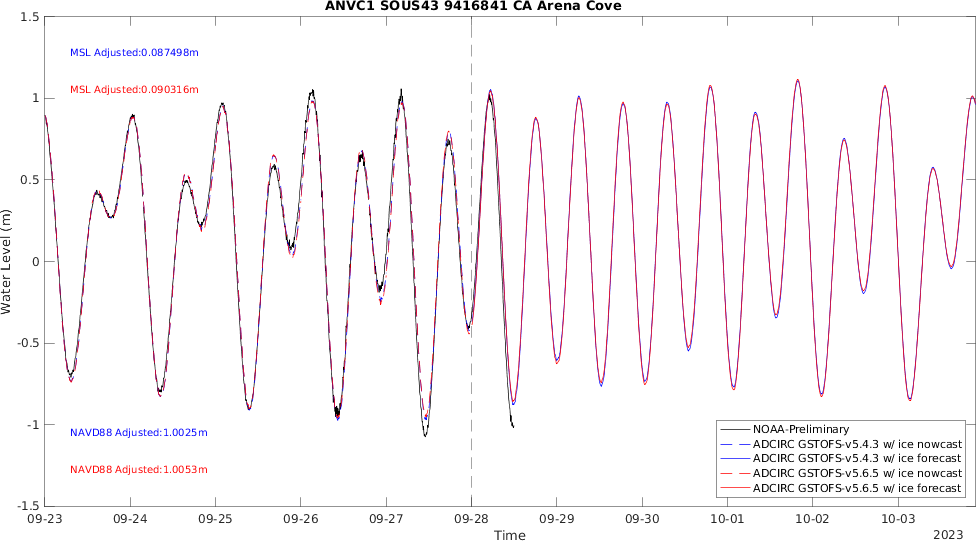 ANVC1 SOUS43 9416841 CA Arena Cove
1.5
1
0.5
0
-0.5
-1
-1.5
Water Level (m)
MSL Adjusted:0.087498m
MSL Adjusted:0.090316m
NAVD88 Adjusted:1.0025m
NAVD88 Adjusted:1.0053m
NOAA-Preliminary
ADCIRC GSTOFS-v5.4.3 w/ ice nowcast
ADCIRC GSTOFS-v5.4.3 w/ ice forecast
ADCIRC GSTOFS-v5.6.5 w/ ice nowcast
ADCIRC GSTOFS-v5.6.5 w/ ice forecast
09-23 09-24 09-25 09-26 09-27 09-28 09-29 09-30 10-01 10-02 10-03
Time
2023